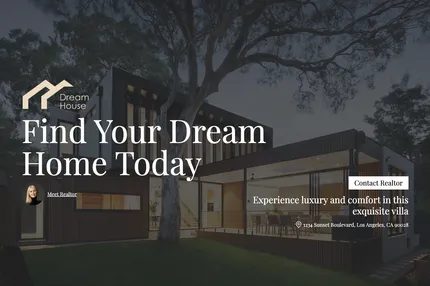 Dream
House
Find Your Dream
Home Today
Meet Realtor
Contact Realtor
Experience luxury and comfort in this
exquisite villa
1234 Sunset Boulevard, Los Angeles, CA 90028